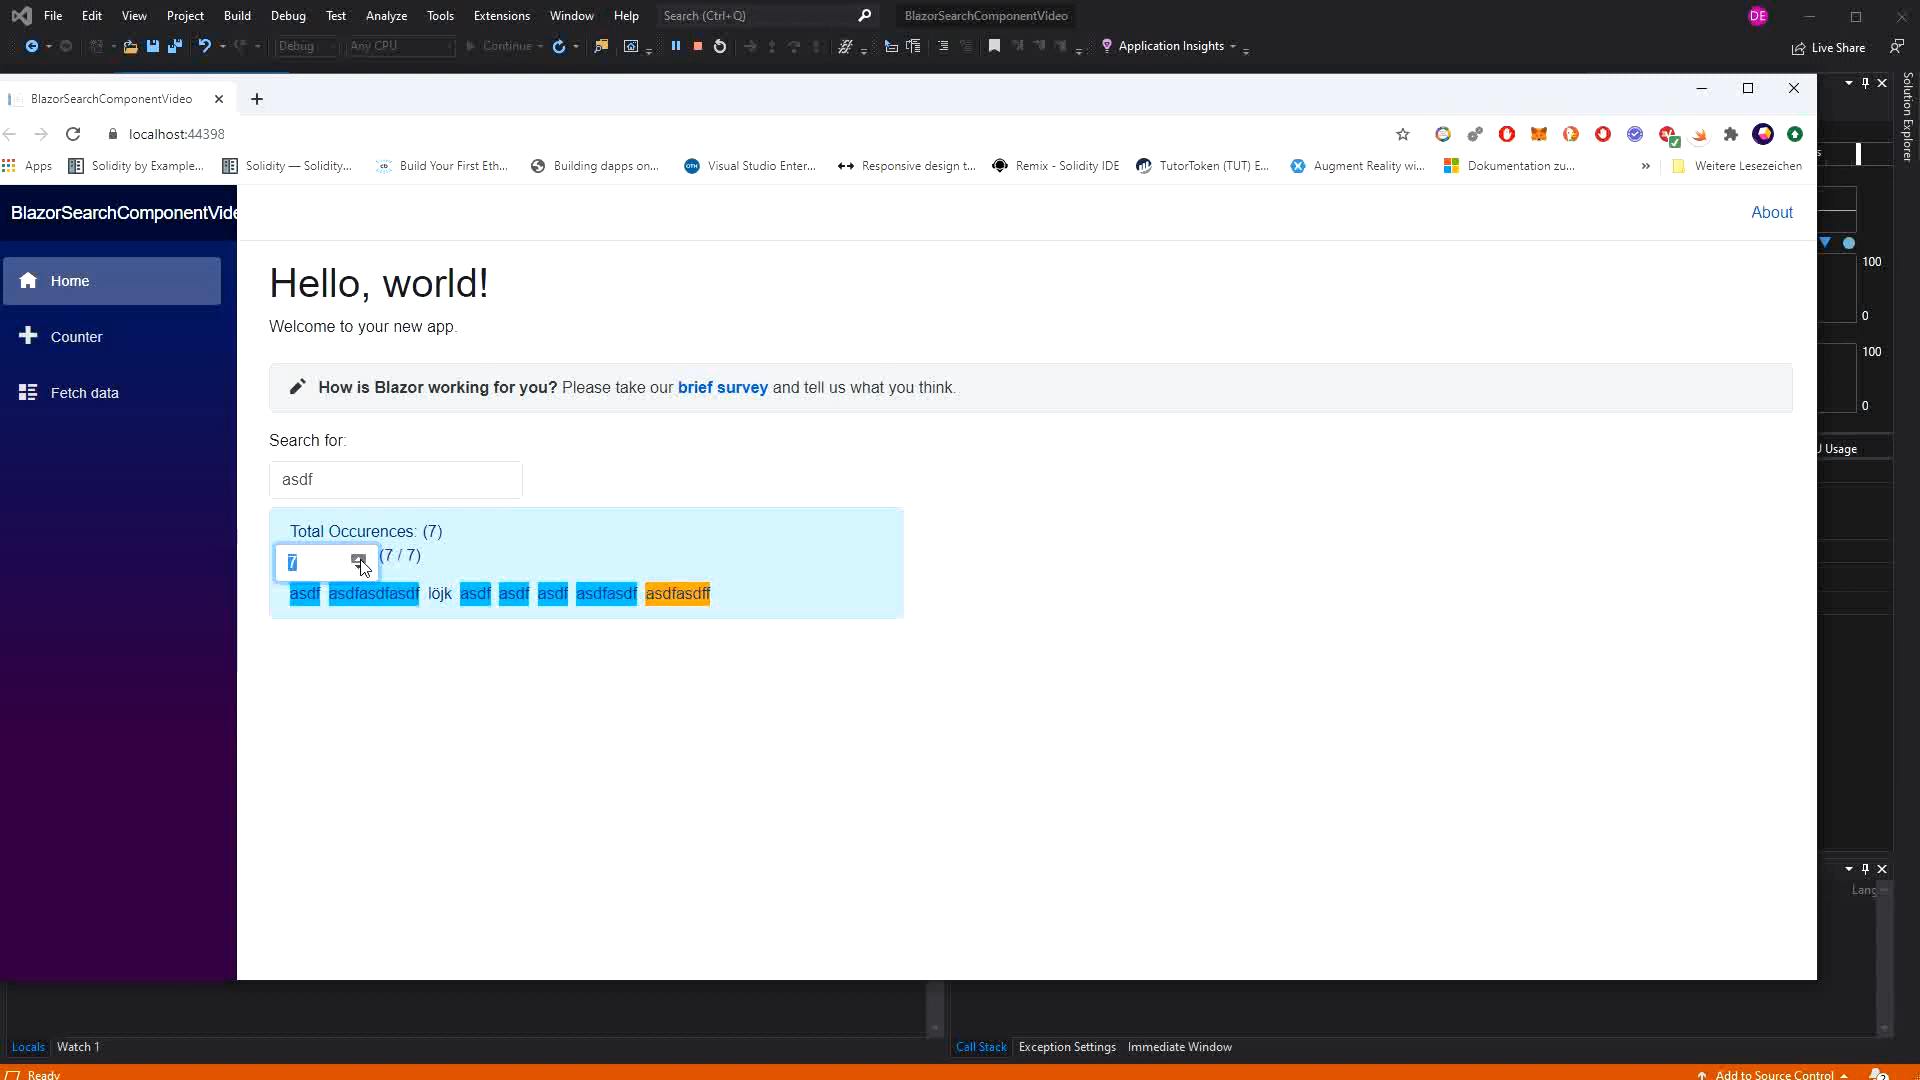 File Edit View Project Build Debug Test Analyze Tools Extensions Window Help Search (Ctrl+Q) BlazorSearchComponentVideo DE
Debug Any CPU Continue Application Insights Live Share
BlazorSearchComponentVideo
Solution Explorer
localhost:44398
Apps Solidity by Example... Solidity — Solidity... Build Your First Eth... Building dapps on... Visual Studio Enter... Responsive design t... Remix - Solidity IDE TutorToken (TUT) E... Augment Reality wi... Dokumentation zu... » Weitere Lesezeichen
BlazorSearchComponentVide
About
Home
Counter
Fetch data
Hello, world!
Welcome to your new app.
How is Blazor working for you? Please take our brief survey and tell us what you think.
Search for:
asdf
Total Occurences: (7)
7 (7 / 7)
asdf asdfasdfasdf löjk asdf asdf asdf asdfasdf asdfasdff
100
0
100
0
Usage
Lang
Locals Watch 1
Call Stack Exception Settings Immediate Window
Ready
Add to Source Control